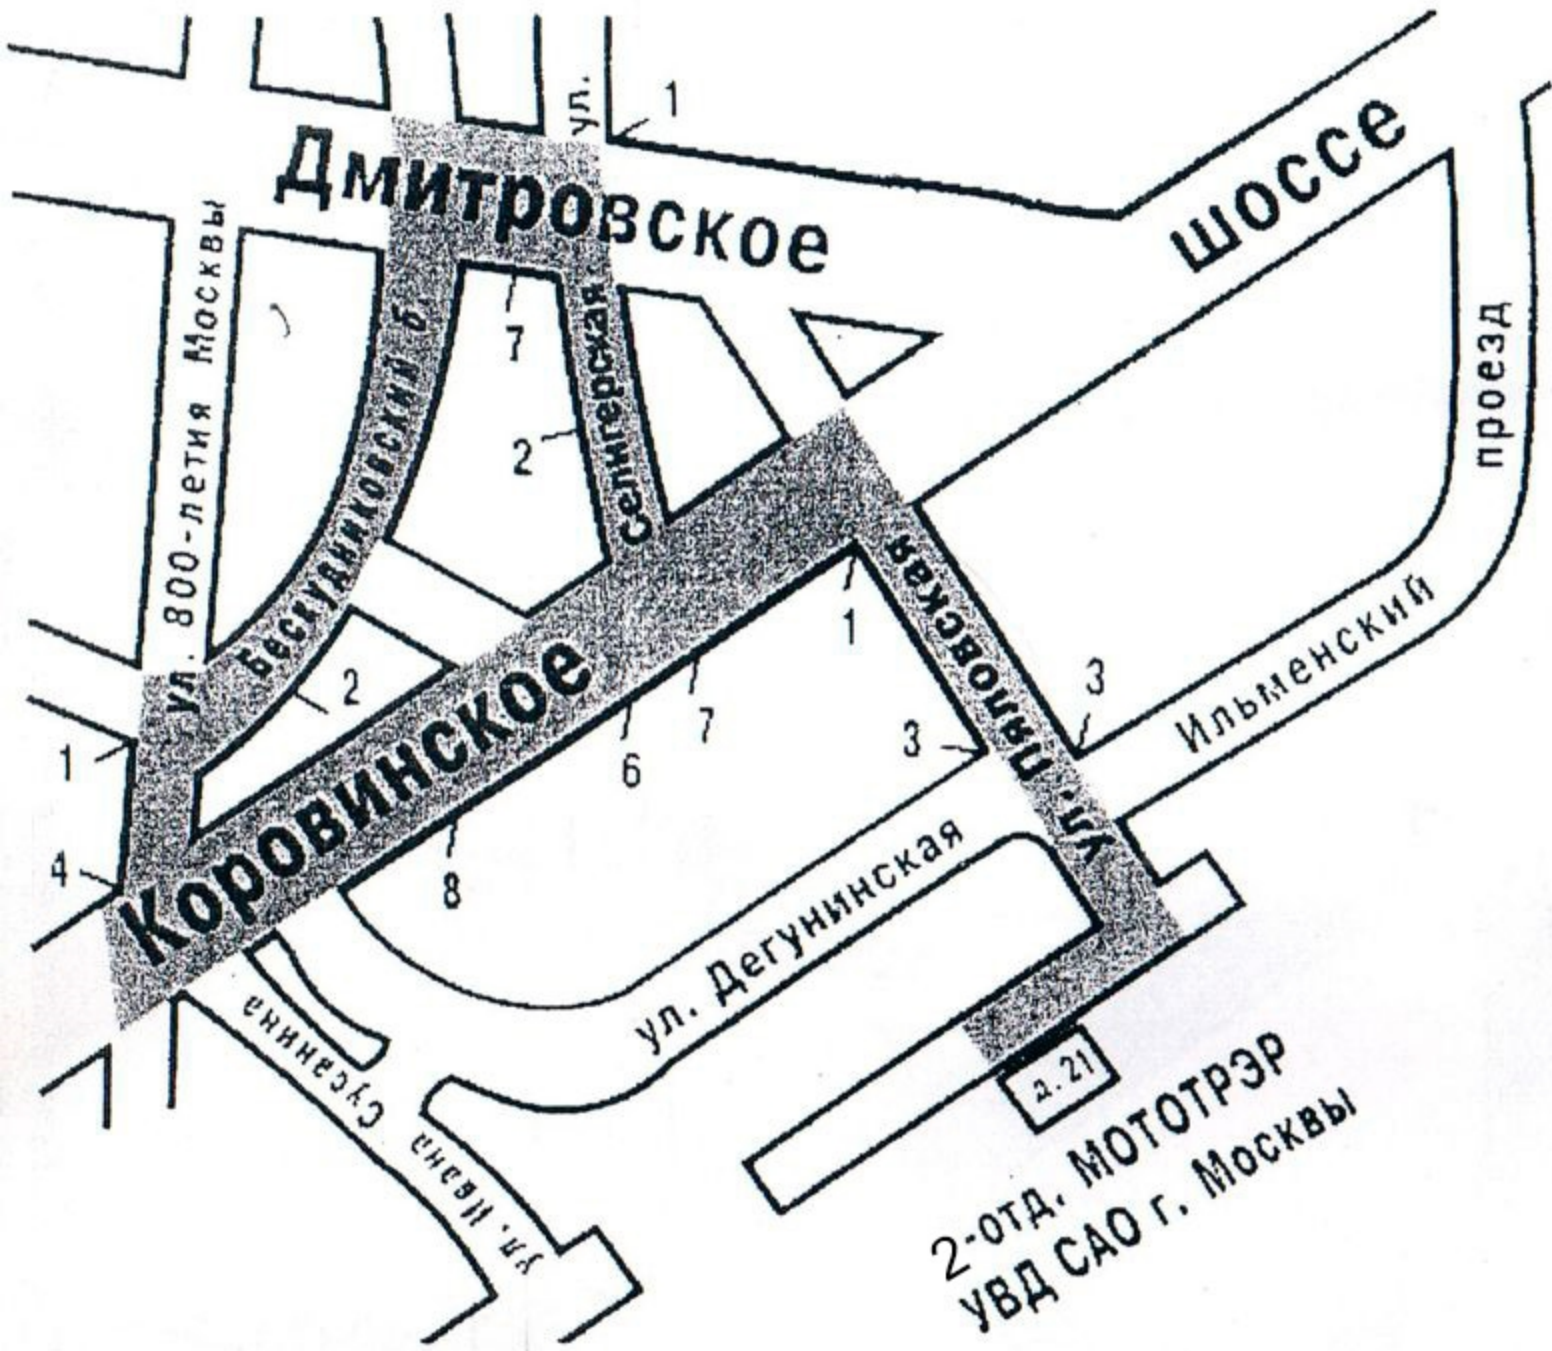 ул.
1
Дмитровское
шоссе
ул. 800-летия Москвы
Бескудниковский б.
7
Селигерская
2
проезд
Ильменский
ул. Пяловская
1
3
3
2
1
4
Коровинское
7
6
8
ул. Дегунинская
ул. Ивана Сусанина
д. 21
2-отд. МОТОТРЭР
УВД САО г. Москвы